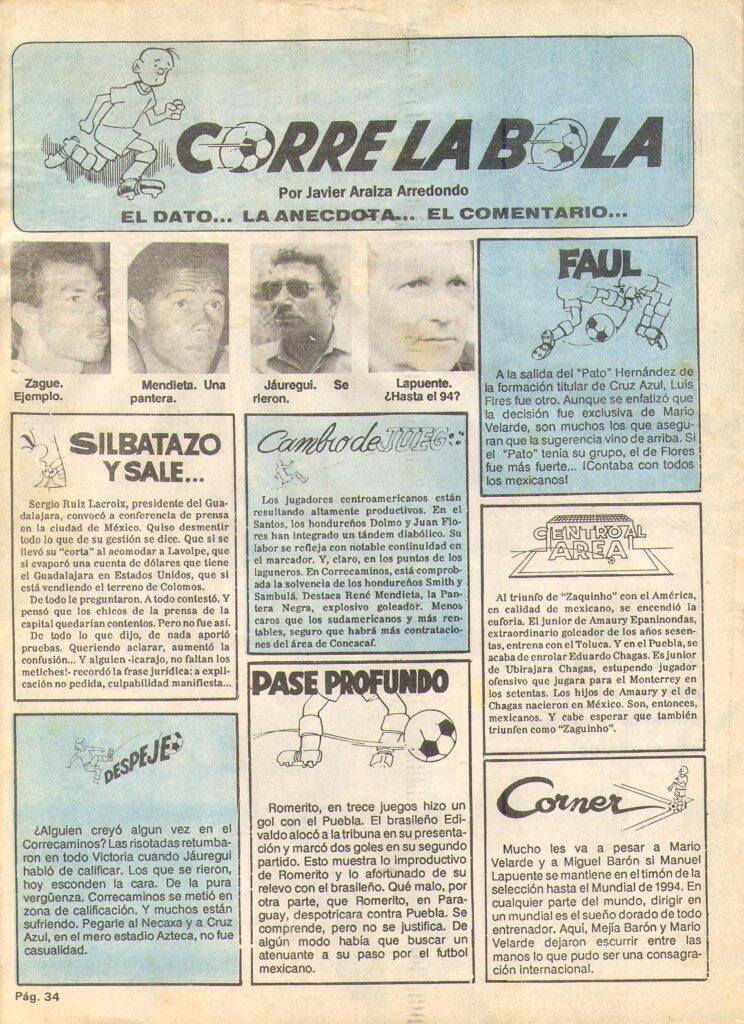 CORRE LA BOLA
Por Javier Araiza Arredondo
EL DATO... LA ANECDOTA... EL COMENTARIO...
Zague.
Ejemplo.
Mendieta. Una
pantera.
Jáuregui. Se
rieron.
Lapuente.
¿Hasta el 94?
FAUL
A la salida del "Pato" Hernández de
la formación titular de Cruz Azul, Luis
Flres fue otro. Aunque se enfatizó que
la decisión fue exclusiva de Mario
Velarde, son muchos los que asegu-
ran que la sugerencia vino de arriba. Si
el "Pato" tenía su grupo, el de Flores
fue más fuerte... ¡Contaba con todos
los mexicanos!
SILBATAZO
Y SALE...
Sergio Ruiz Lacroix, presidente del Gua-
dalajara, convocó a conferencia de prensa
en la ciudad de México. Quiso desmentir
todo lo que de su gestión se dice. Que si se
llevó su "corta" al acomodar a Lavolpe, que
si evaporó una cuenta de dólares que tiene
el Guadalajara en Estados Unidos, que si
está vendiendo el terreno de Colomos.
De todo le preguntaron. A todo contestó. Y
pensó que los chicos de la prensa de la
capital quedarían contentos. Pero no fue así.
De todo lo que dijo, de nada aportó
pruebas. Queriendo aclarar, aumentó la
confusión... Y alguien -icarajo, no faltan los
metiches!- recordó la frase jurídica: a expli-
cación no pedida, culpabilidad manifiesta...
Cambio de JUEGO
Los jugadores centroamericanos están
resultando altamente productivos. En el
Santos, los hondureños Dolmo y Juan Flo-
res han integrado un tándem diabólico. Su
labor se refleja con notable continuidad en
el marcador. Y, claro, en los puntos de los
laguneros. En Correcaminos, está compro-
bada la solvencia de los hondureños Smith y
Sambulá. Destaca René Mendieta, la Pan-
tera Negra, explosivo goleador. Menos
caros que los sudamericanos y más ren-
tables, seguro que habrá más contratacio-
nes del área de Concacaf.
CENTRO AL
AREA
Al triunfo de "Zaquinho" con el América,
en calidad de mexicano, se encendió la
euforia. El junior de Amaury Epaninondas,
extraordinario goleador de los años sesen-
tas, entrena con el Toluca. Y en el Puebla, se
acaba de enrolar Eduardo Chagas. Es junior
de Ubirajara Chagas, estupendo jugador
ofensivo que jugara para el Monterrey en
los setentas. Los hijos de Amaury y el de
Chagas nacieron en México. Son, entonces,
mexicanos. Y cabe esperar que también
triunfen como "Zaguinho".
DESPEJE
¿Alguien creyó algun vez en el
Correcaminos? Las risotadas retumba-
ron en todo Victoria cuando Jáuregui
habló de calificar. Los que se rieron,
hoy esconden la cara. De la pura
vergüenza. Correcaminos se metió en
zona de calificación. Y muchos están
sufriendo. Pegarle al Necaxa y a Cruz
Azul, en el mero estadio Azteca, no fue
casualidad.
PASE PROFUNDO
Romerito, en trece juegos hizo un
gol con el Puebla. El brasileño Edi-
valdo alocó a la tribuna en su presenta-
ción y marcó dos goles en su segundo
partido. Esto muestra lo improductivo
de Romerito y lo afortunado de su
relevo con el brasileño. Qué malo, por
otra parte, que Romerito, en Para-
guay, despotricara contra Puebla. Se
comprende, pero no se justifica. De
algún modo había que buscar un
atenuante a su paso por el futbol
mexicano.
Corner
Mucho les va a pesar a Mario
Velarde y a Miguel Barón si Manuel
Lapuente se mantiene en el timón de la
selección hasta el Mundial de 1994. En
cualquier parte del mundo, dirigir en
un mundial es el sueño dorado de todo
entrenador. Aquí, Mejía Barón y Mario
Velarde dejaron escurrir entre las
manos lo que pudo ser una consagra-
ción internacional.
Pág. 34